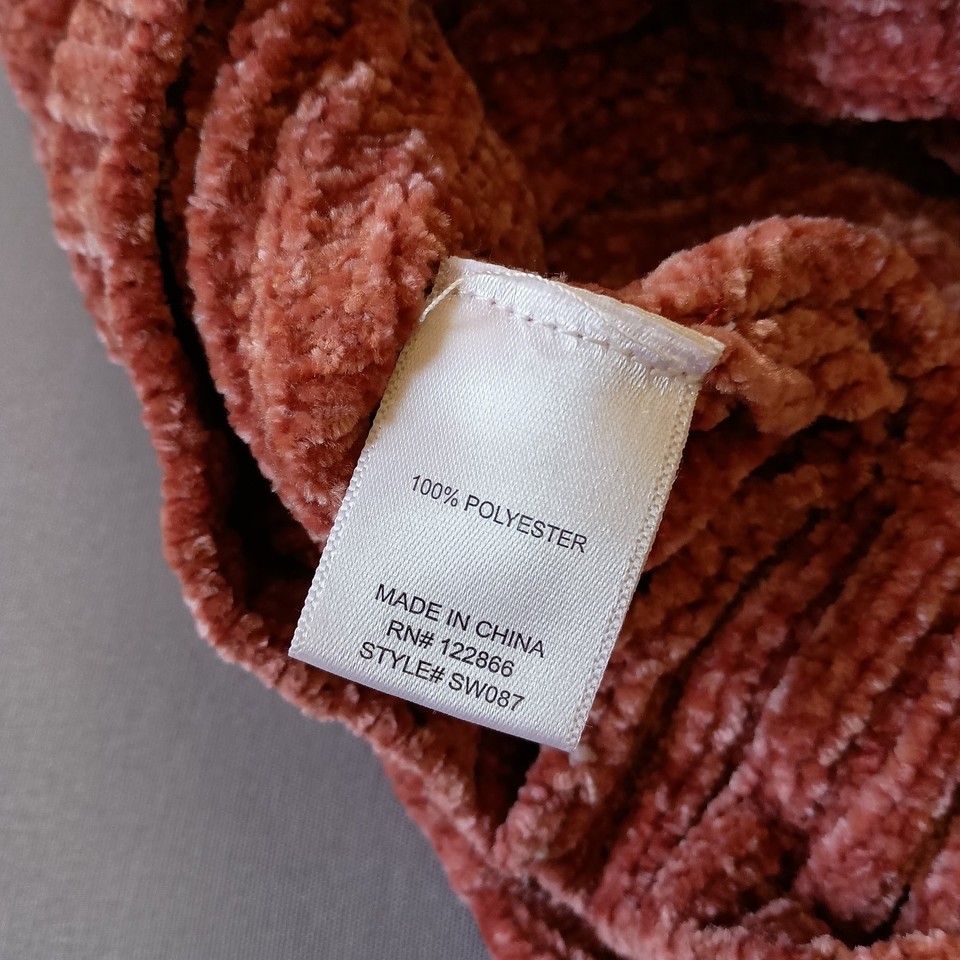 100% POLYESTER
MADE IN CHINA
RN# 122866
STYLE# SW087